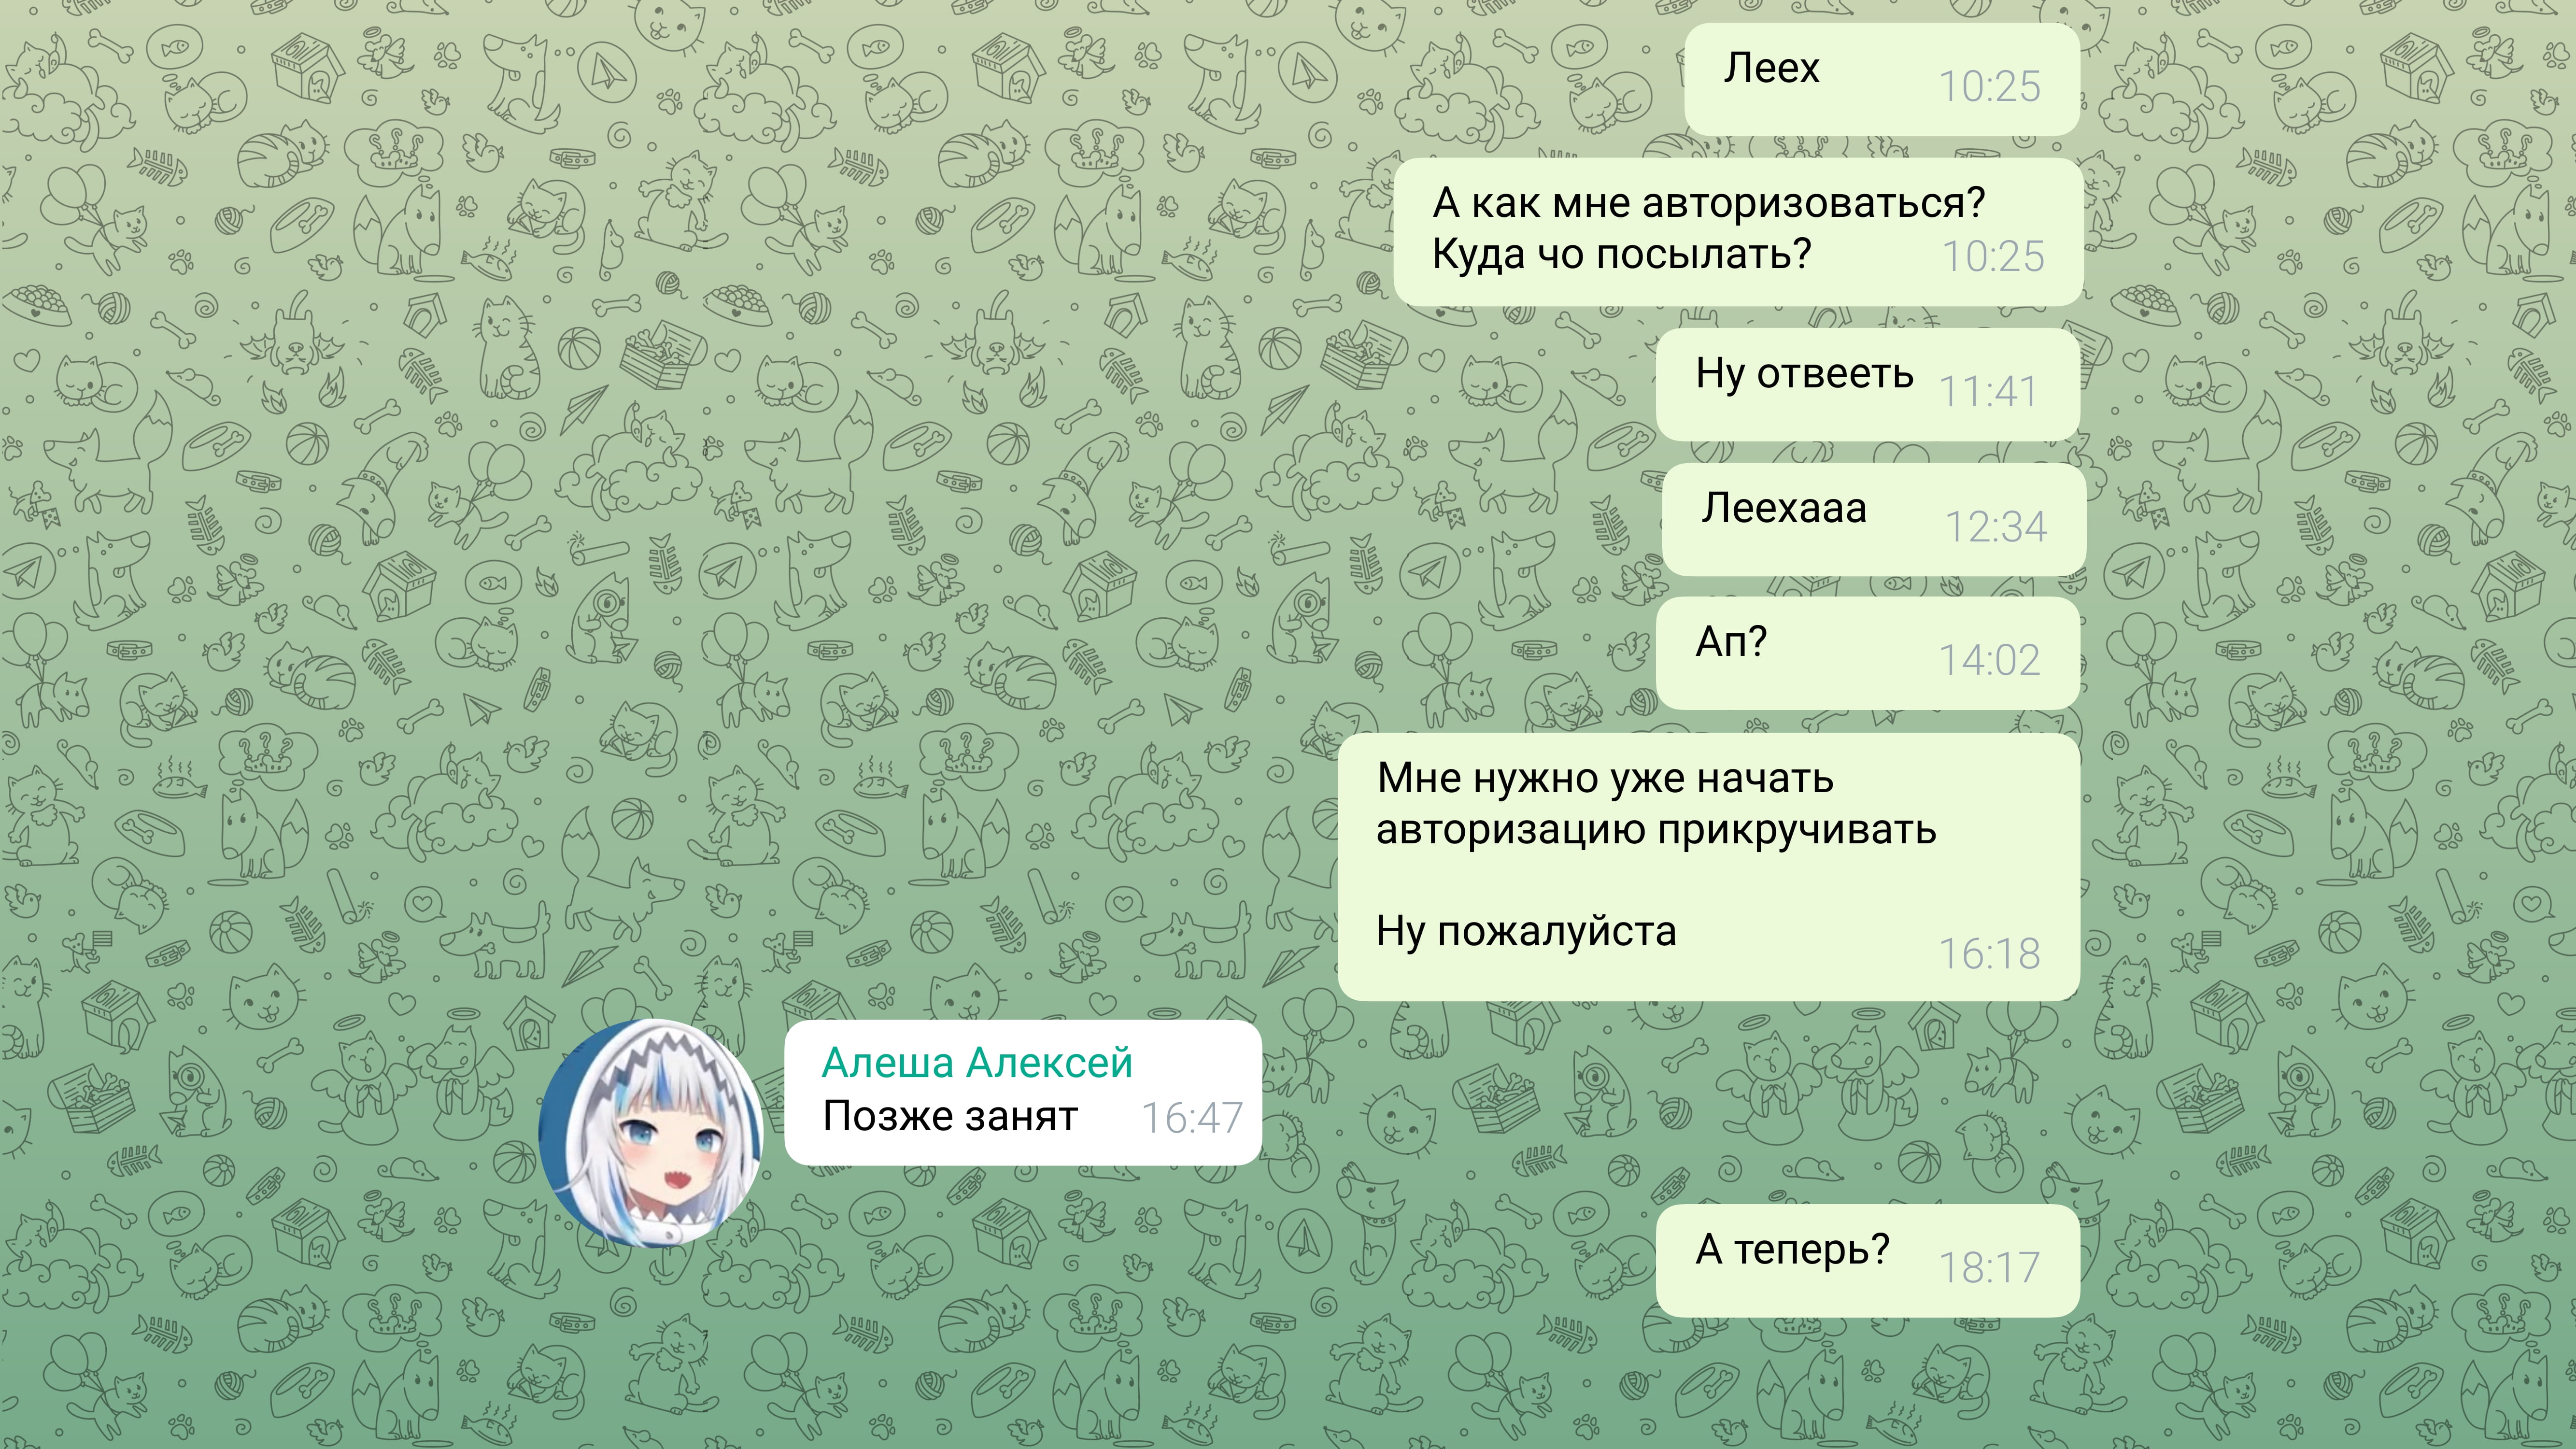 Леех
10:25
А как мне авторизоваться?
Куда чо посылать?
10:25
Ну отвееть
11:41
Леехааа
12:34
Ап?
14:02
Мне нужно уже начать
авторизацию прикручивать
Ну пожалуйста
16:18
Алеша Алексей
Позже занят
16:47
А теперь?
18:17